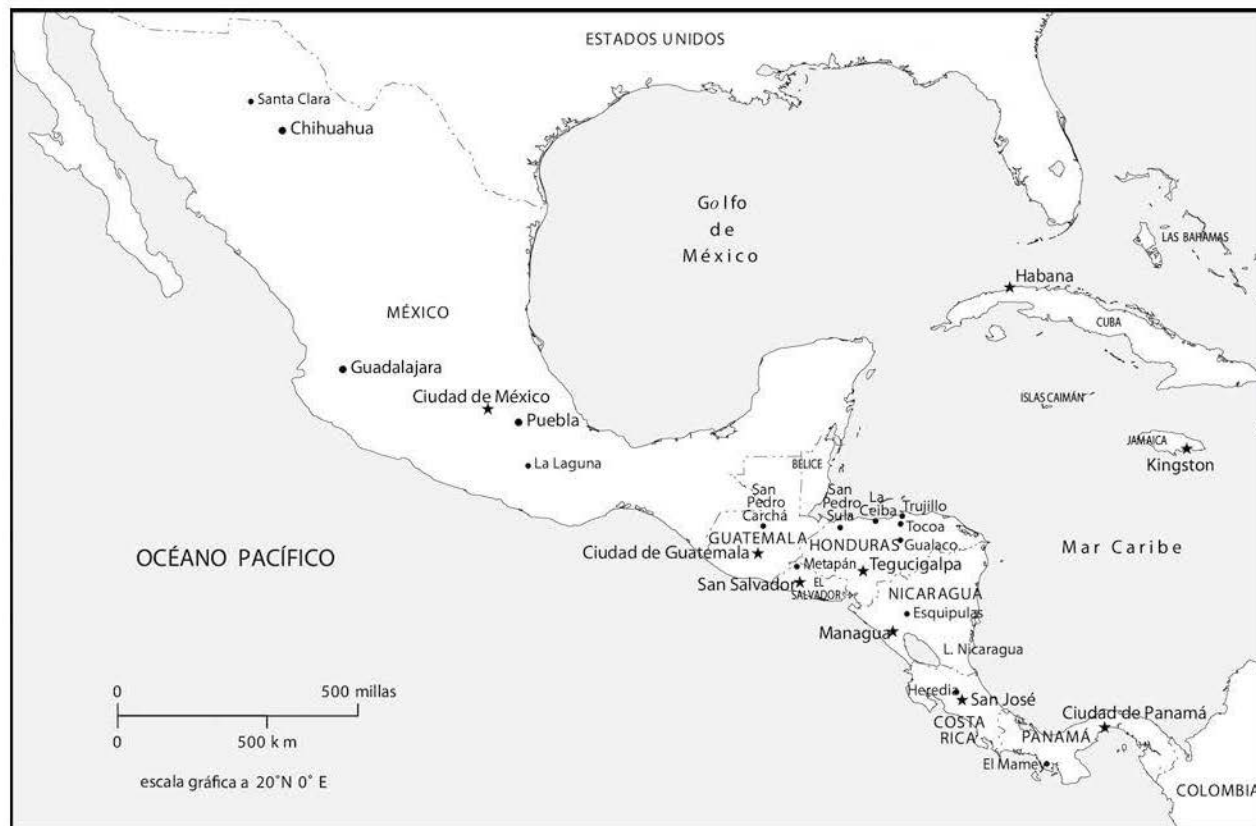 ESTADOS UNIDOS
Santa Clara
Chihuahua
Golfo
de
México
LAS BAHAMAS
Habana
CUBA
MÉXICO
Guadalajara
Ciudad de México
Puebla
ISLAS CAIMÁN
JAMAICA
Kingston
La Laguna
BELICE
San
Pedro
Carchá
San
Pedro
Sula
La
Ceiba
Trujillo
Tocoa
GUATEMALA
HONDURAS
Gualaco
Ciudad de Guatemala
Metapán
Tegucigalpa
Mar Caribe
OCÉANO PACÍFICO
San Salvador
EL
SALVADOR
NICARAGUA
Esquipulas
Managua
L. Nicaragua
Heredia
San José
COSTA
RICA
Ciudad de Panamá
PANAMÁ
El Mamey
COLOMBIA
0 500 millas
0 500 km
escala gráfica a 20°N 0° E